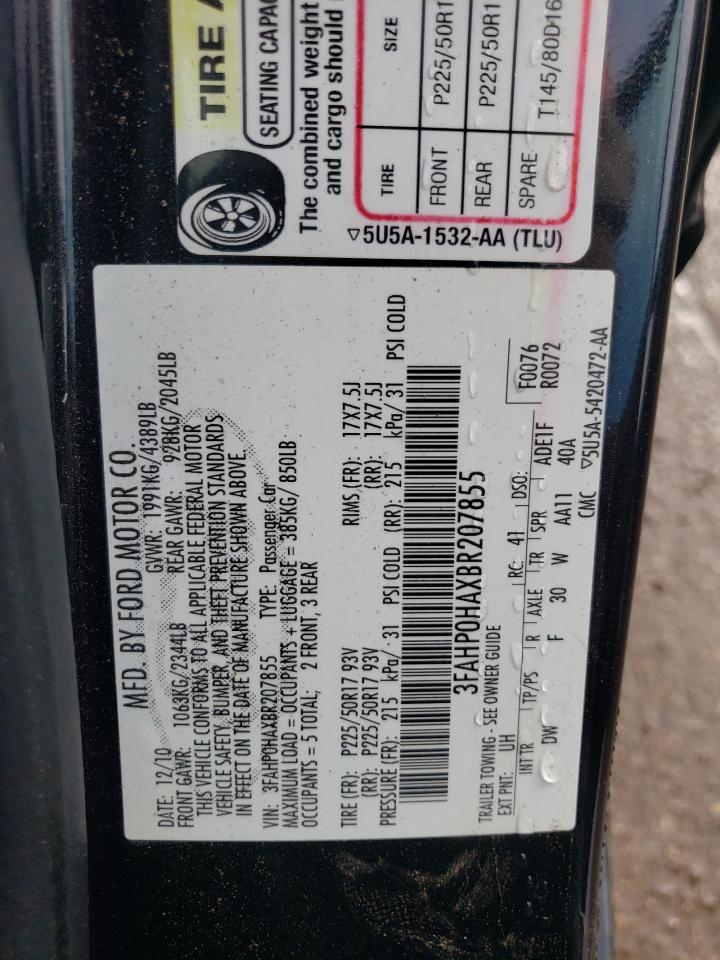 TIRE A
SEATING CAPAC
The combined weight
and cargo should
TIRE SIZE
FRONT P225/50R1
REAR P225/50R1
SPARE T145/80D16
5U5A-1532-AA (TLU)
MFD. BY FORD MOTOR CO.
DATE: 12/10 GVWR: 1991KG/4389LB
FRONT GAWR: 1063KG/2344LB REAR GAWR: 928KG/2045LB
THIS VEHICLE CONFORMS TO ALL APPLICABLE FEDERAL MOTOR
VEHICLE SAFETY, BUMPER, AND THEFT PREVENTION STANDARDS
IN EFFECT ON THE DATE OF MANUFACTURE SHOWN ABOVE.
VIN: 3FAHP0HAXBR207855 TYPE: Passenger Car
MAXIMUM LOAD = OCCUPANTS + LUGGAGE = 385KG/ 850LB
OCCUPANTS = 5 TOTAL; 2 FRONT, 3 REAR
TIRE (FR): P225/50R17 93V RIMS (FR): 17X7.5J
(RR): P225/50R17 93V (RR): 17X7.5J
PRESSURE (FR): 215 kPa/ 31 PSI COLD (RR): 215 kPa/ 31 PSI COLD
3FAHP0HAXBR207855
TRAILER TOWING - SEE OWNER GUIDE
F0076
EXT PNT: UH RC: 41 DSO: R0072
INT TR TP/PS R AXLE TR SPR ADE1F
DW F 30 W AA11 40A
CMC 5U5A-5420472-AA